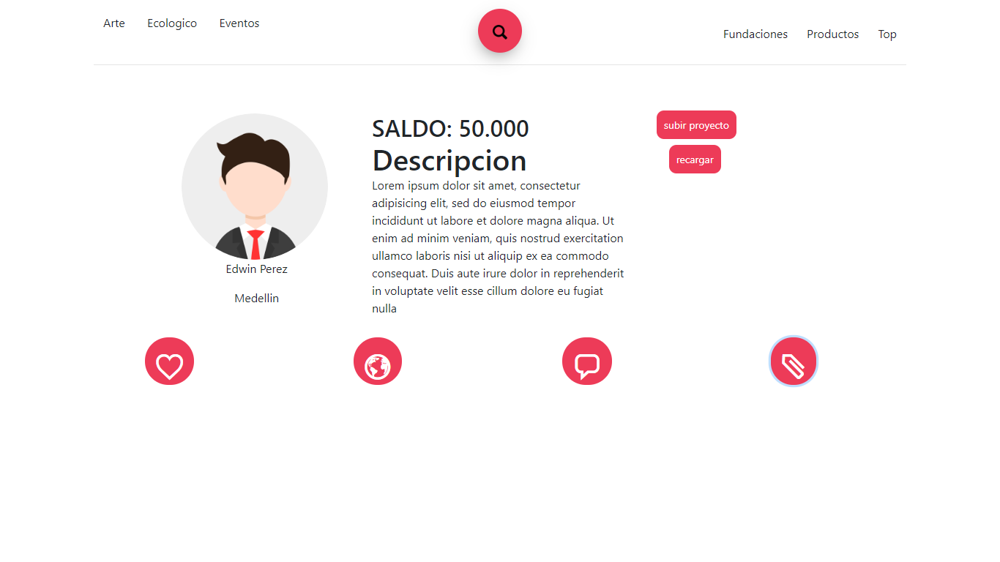 Arte Ecologico Eventos
Fundaciones Productos Top
SALDO: 50.000
Descripcion
Lorem ipsum dolor sit amet, consectetur
adipisicing elit, sed do eiusmod tempor
incididunt ut labore et dolore magna aliqua. Ut
enim ad minim veniam, quis nostrud exercitation
ullamco laboris nisi ut aliquip ex ea commodo
consequat. Duis aute irure dolor in reprehenderit
in voluptate velit esse cillum dolore eu fugiat
nulla
subir proyecto
recargar
Edwin Perez
Medellin